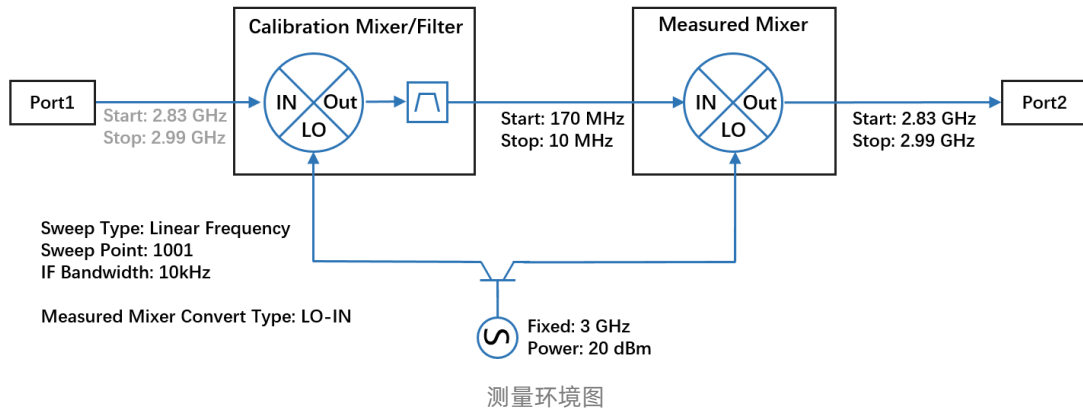 Calibration Mixer/Filter
Measured Mixer
Port1
IN
Out
LO
IN
Out
LO
Port2
Start: 2.83 GHz
Stop: 2.99 GHz
Start: 170 MHz
Stop: 10 MHz
Start: 2.83 GHz
Stop: 2.99 GHz
Sweep Type: Linear Frequency
Sweep Point: 1001
IF Bandwidth: 10kHz
Measured Mixer Convert Type: LO-IN
Fixed: 3 GHz
Power: 20 dBm
测量环境图